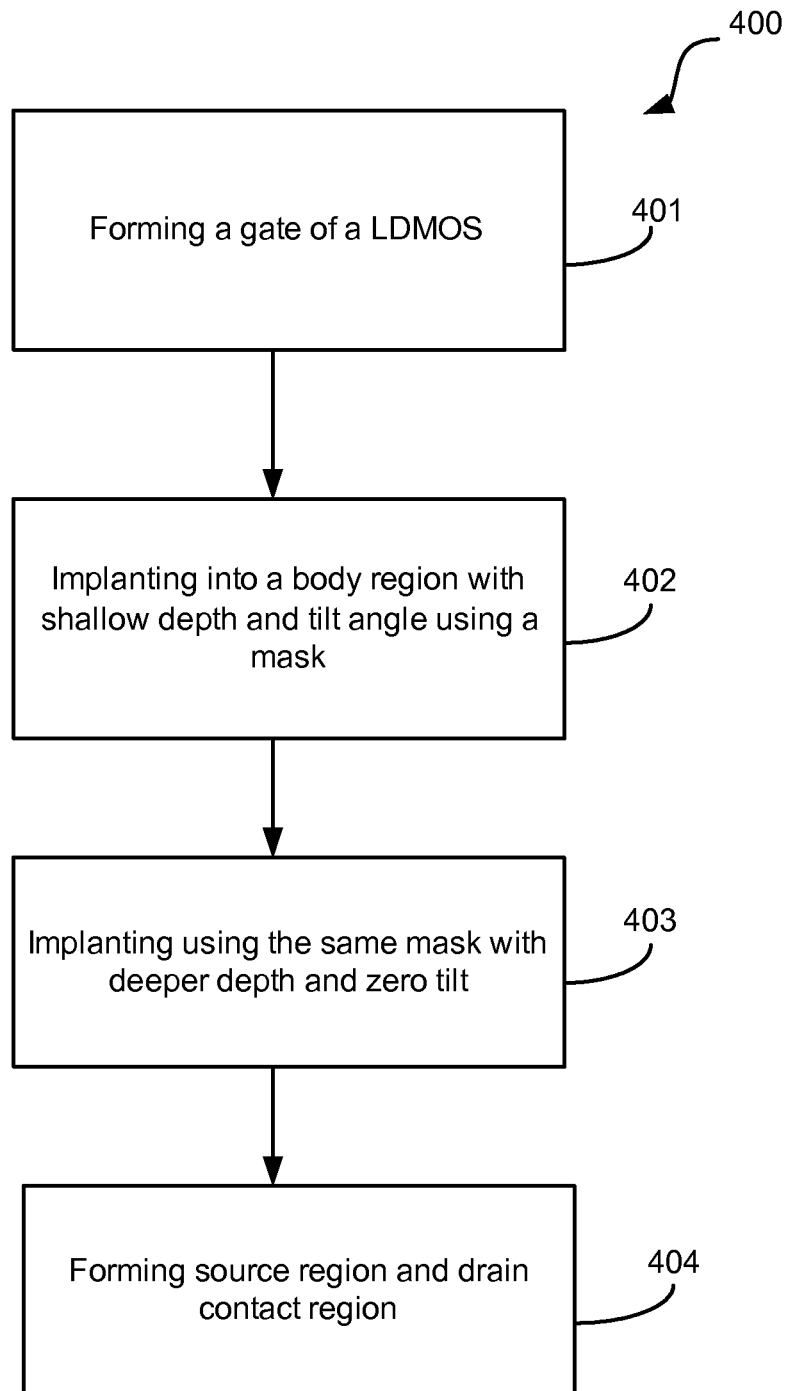 400
Forming a gate of a LDMOS
401
Implanting into a body region with
shallow depth and tilt angle using a
mask
402
Implanting using the same mask with
deeper depth and zero tilt
403
Forming source region and drain
contact region
404